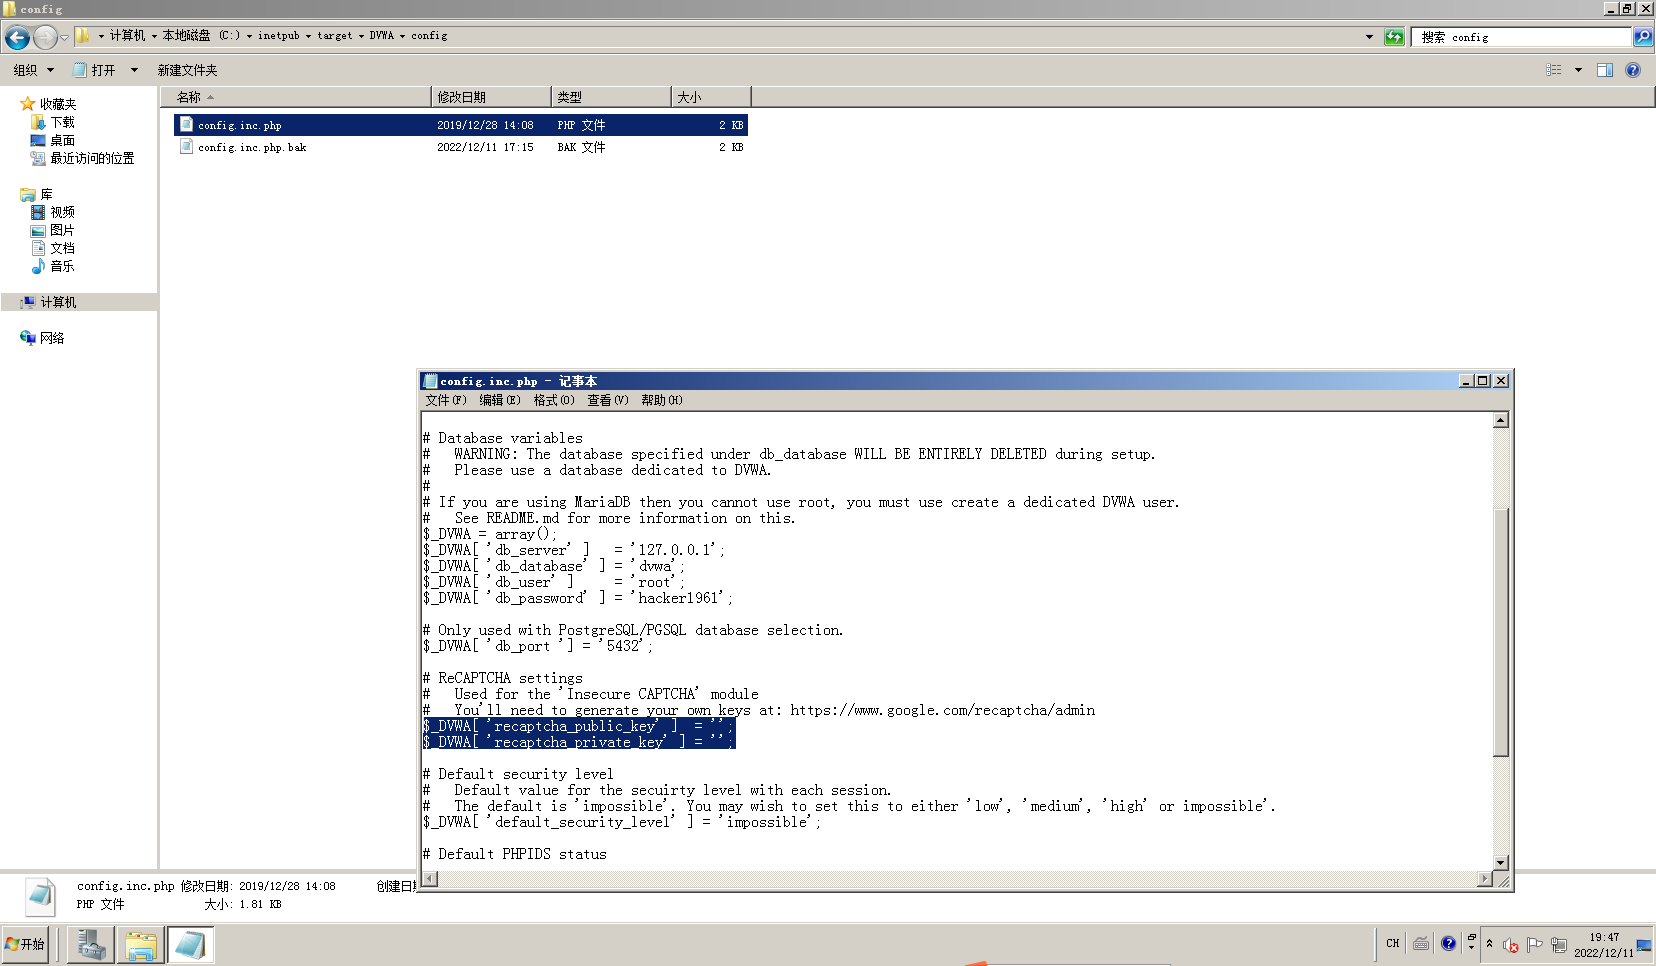 config
计算机 本地磁盘 (C:) inetpub target DVWA config
搜索 config
组织 打开 新建文件夹
收藏夹
下载
桌面
最近访问的位置
库
视频
图片
文档
音乐
计算机
网络
名称 修改日期 类型 大小
config.inc.php 2019/12/28 14:08 PHP 文件 2 KB
config.inc.php.bak 2022/12/11 17:15 BAK 文件 2 KB
config.inc.php - 记事本
文件(F) 编辑(E) 格式(O) 查看(V) 帮助(H)
# Database variables
#   WARNING: The database specified under db_database WILL BE ENTIRELY DELETED during setup.
#   Please use a database dedicated to DVWA.
#
# If you are using MariaDB then you cannot use root, you must use create a dedicated DVWA user.
#   See README.md for more information on this.
$_DVWA = array();
$_DVWA[ 'db_server' ]   = '127.0.0.1';
$_DVWA[ 'db_database' ] = 'dvwa';
$_DVWA[ 'db_user' ]     = 'root';
$_DVWA[ 'db_password' ] = 'hacker1961';
# Only used with PostgreSQL/PGSQL database selection.
$_DVWA[ 'db_port '] = '5432';
# ReCAPTCHA settings
#   Used for the 'Insecure CAPTCHA' module
#   You'll need to generate your own keys at: https://www.google.com/recaptcha/admin
$_DVWA[ 'recaptcha_public_key' ]  = '';
$_DVWA[ 'recaptcha_private_key' ] = '';
# Default security level
#   Default value for the secuirty level with each session.
#   The default is 'impossible'. You may wish to set this to either 'low', 'medium', 'high' or impossible'.
$_DVWA[ 'default_security_level' ] = 'impossible';
# Default PHPIDS status
config.inc.php 修改日期: 2019/12/28 14:08 创建日
PHP 文件 大小: 1.81 KB
开始
CH
19:47
2022/12/11